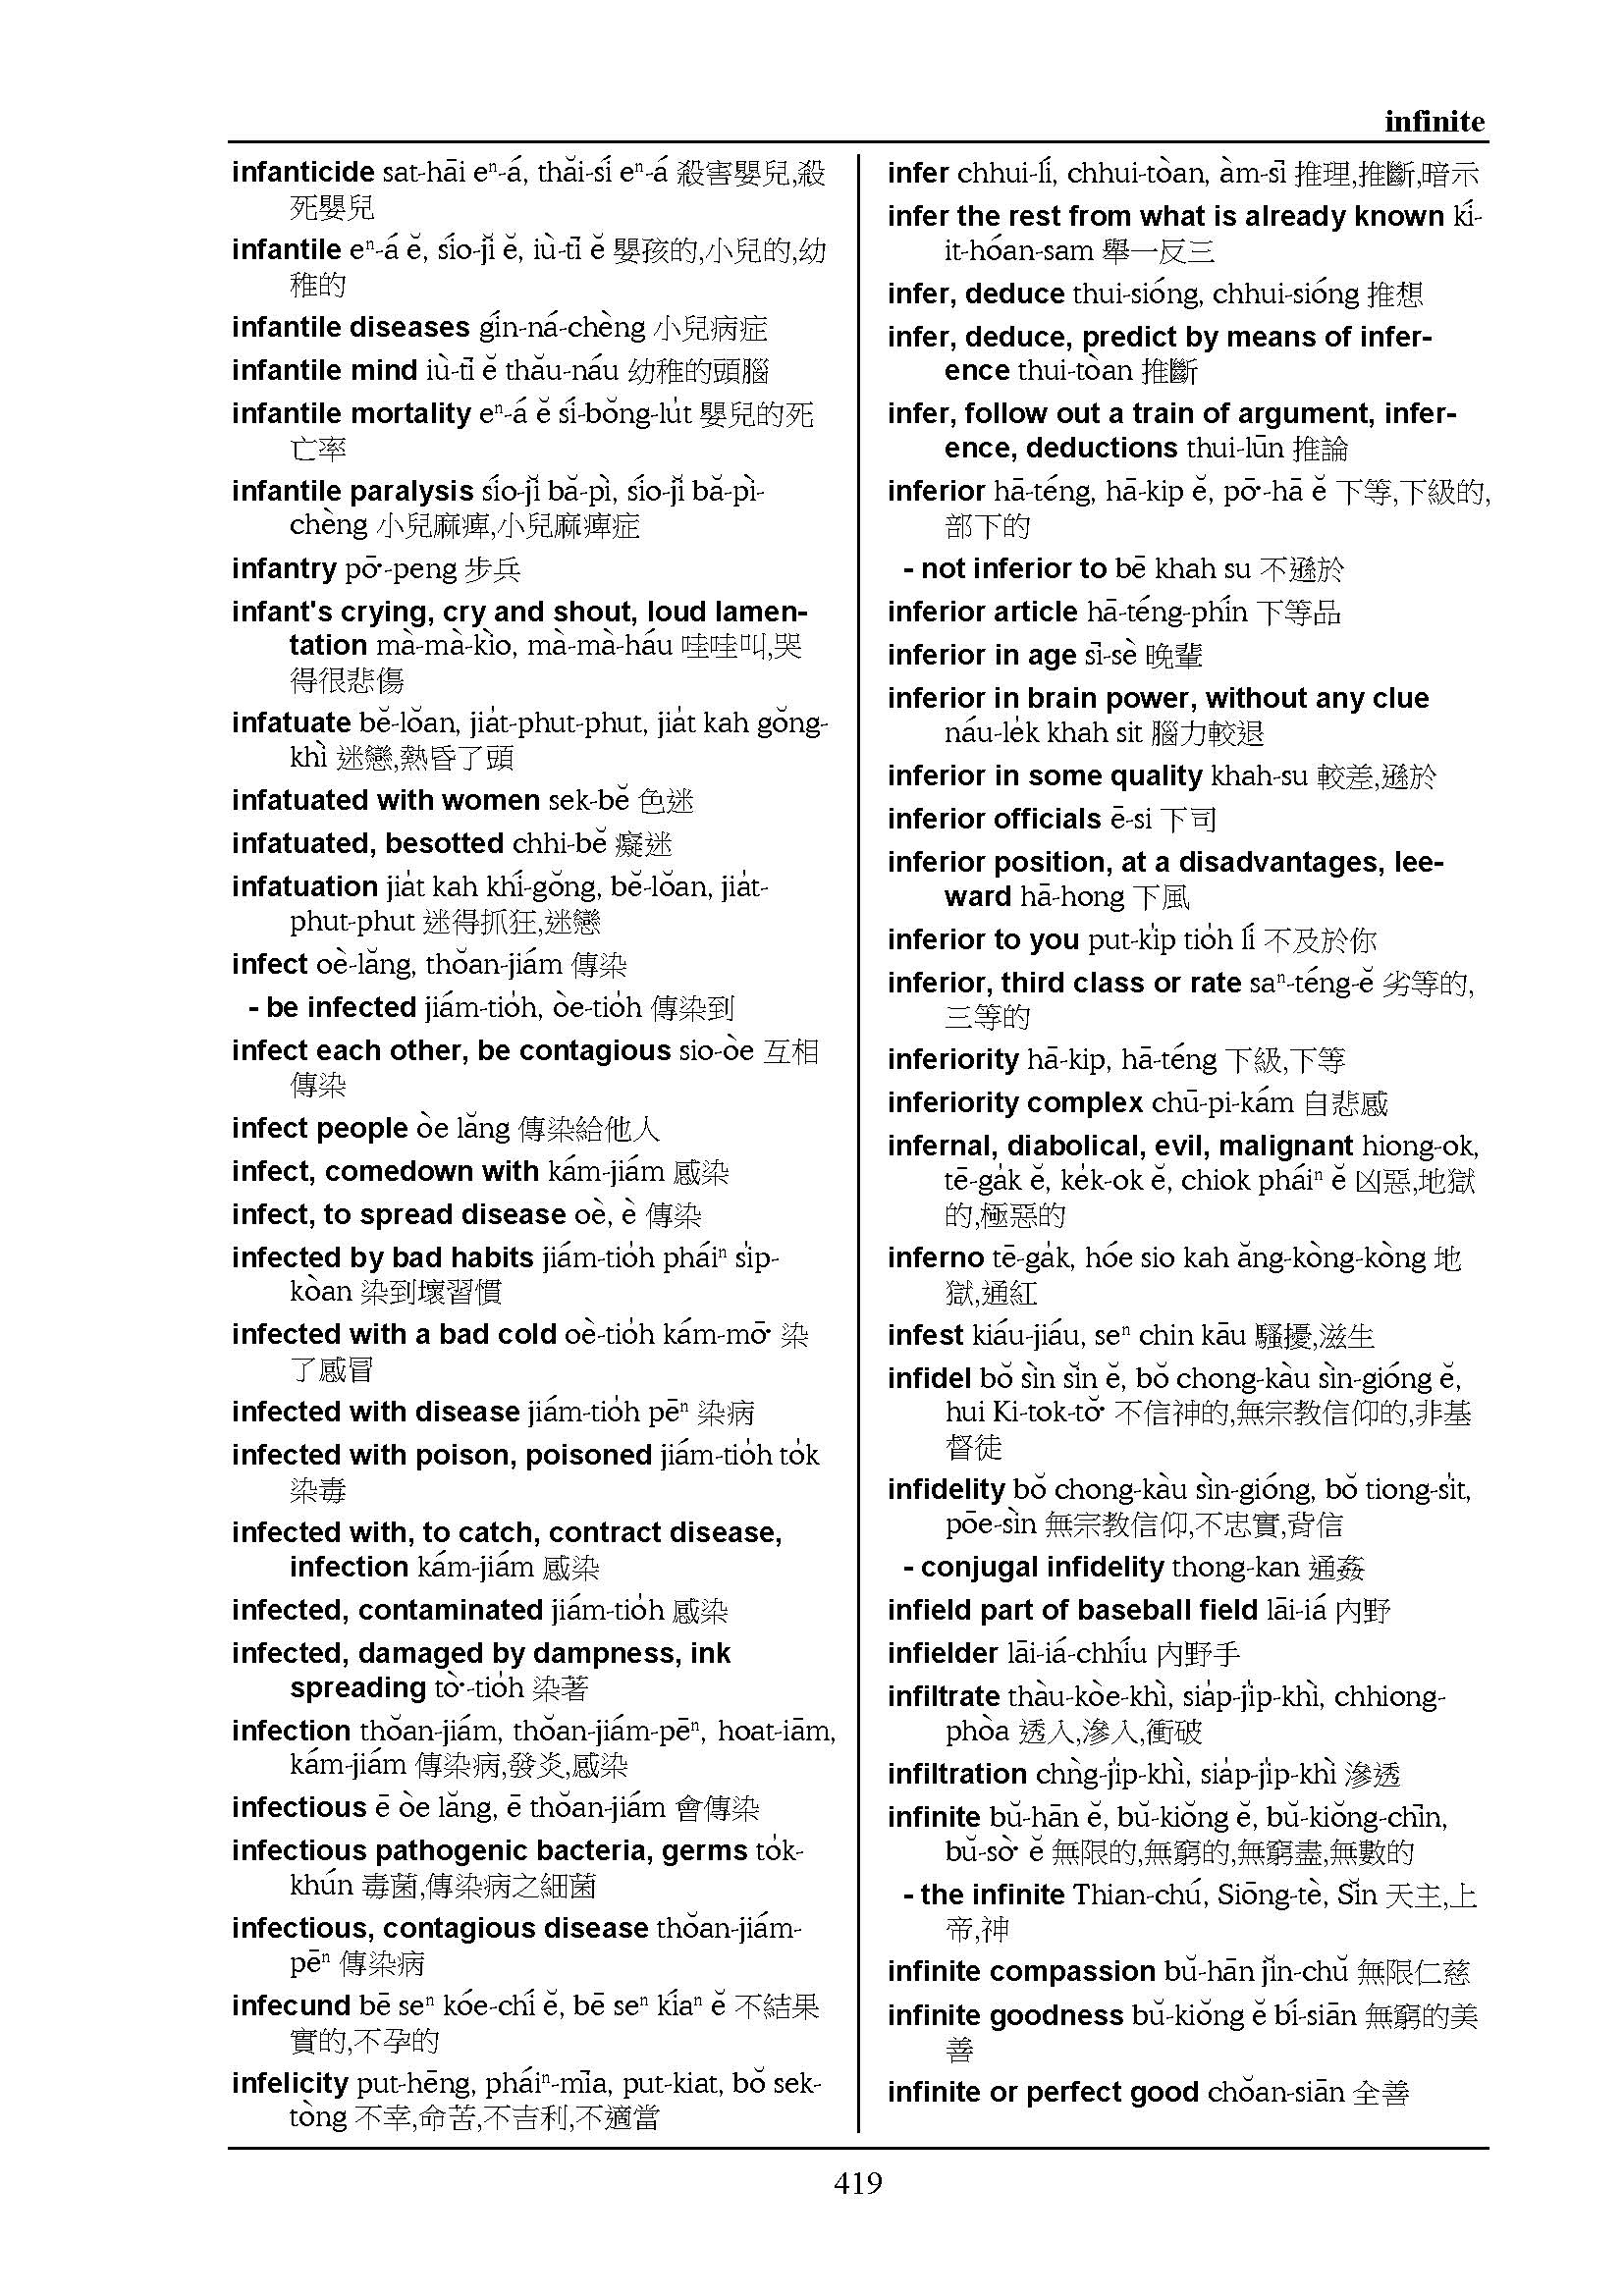 infinite
infanticide sat-hāi eⁿ-á, thăi-sí eⁿ-á 殺害嬰兒,殺
死嬰兒
infantile eⁿ-á ĕ, sío-jĭ ĕ, iù-tī ĕ 嬰孩的,小兒的,幼
稚的
infantile diseases gín-ná-chèng 小兒病症
infantile mind iù-tī ĕ thău-náu 幼稚的頭腦
infantile mortality eⁿ-á ĕ sí-bŏng-lu̍t 嬰兒的死
亡率
infantile paralysis sío-jĭ bă-pì, sío-jĭ bă-pì-
chèng 小兒麻痺,小兒麻痺症
infantry pō͘-peng 步兵
infant's crying, cry and shout, loud lamen-
tation mà-mà-kìo, mà-mà-háu 哇哇叫,哭
得很悲傷
infatuate bĕ-lŏan, jia̍t-phut-phut, jia̍t kah gŏng-
khì 迷戀,熱昏了頭
infatuated with women sek-bĕ 色迷
infatuated, besotted chhi-bĕ 癡迷
infatuation jia̍t kah khí-gŏng, bĕ-lŏan, jia̍t-
phut-phut 迷得抓狂,迷戀
infect oè-lăng, thŏan-jiám 傳染
- be infected jiám-tio̍h, òe-tio̍h 傳染到
infect each other, be contagious sio-òe 互相
傳染
infect people òe lăng 傳染給他人
infect, comedown with kám-jiám 感染
infect, to spread disease oè, è 傳染
infected by bad habits jiám-tio̍h pháiⁿ si̍p-
kòan 染到壞習慣
infected with a bad cold oè-tio̍h kám-mō͘ 染
了感冒
infected with disease jiám-tio̍h pēⁿ 染病
infected with poison, poisoned jiám-tio̍h to̍k
染毒
infected with, to catch, contract disease,
infection kám-jiám 感染
infected, contaminated jiám-tio̍h 感染
infected, damaged by dampness, ink
spreading tò͘-tio̍h 染著
infection thŏan-jiám, thŏan-jiám-pēⁿ, hoat-iām,
kám-jiám 傳染病,發炎,感染
infectious ē òe lăng, ē thŏan-jiám 會傳染
infectious pathogenic bacteria, germs to̍k-
khún 毒菌,傳染病之細菌
infectious, contagious disease thŏan-jiám-
pēⁿ 傳染病
infecund bē seⁿ kóe-chí ĕ, bē seⁿ kíaⁿ ĕ 不結果
實的,不孕的
infelicity put-hēng, pháiⁿ-mīa, put-kiat, bŏ sek-
tòng 不幸,命苦,不吉利,不適當
infer chhui-lí, chhui-tòan, àm-sī 推理,推斷,暗示
infer the rest from what is already known kí-
it-hóan-sam 舉一反三
infer, deduce thui-sióng, chhui-sióng 推想
infer, deduce, predict by means of infer-
ence thui-tòan 推斷
infer, follow out a train of argument, infer-
ence, deductions thui-lūn 推論
inferior hā-téng, hā-kip ĕ, pō͘-hā ĕ 下等,下級的,
部下的
- not inferior to bē khah su 不遜於
inferior article hā-téng-phín 下等品
inferior in age sī-sè 晚輩
inferior in brain power, without any clue
náu-le̍k khah sit 腦力較退
inferior in some quality khah-su 較差,遜於
inferior officials ē-si 下司
inferior position, at a disadvantages, lee-
ward hā-hong 下風
inferior to you put-ki̍p tio̍h lí 不及於你
inferior, third class or rate saⁿ-téng-ĕ 劣等的,
三等的
inferiority hā-kip, hā-téng 下級,下等
inferiority complex chū-pi-kám 自悲感
infernal, diabolical, evil, malignant hiong-ok,
tē-ga̍k ĕ, ke̍k-ok ĕ, chiok pháiⁿ ĕ 凶惡,地獄
的,極惡的
inferno tē-ga̍k, hóe sio kah ăng-kòng-kòng 地
獄,通紅
infest kiáu-jiáu, seⁿ chin kāu 騷擾,滋生
infidel bŏ sìn sĭn ĕ, bŏ chong-kàu sìn-gióng ĕ,
hui Ki-tok-tŏ͘ 不信神的,無宗教信仰的,非基
督徒
infidelity bŏ chong-kàu sìn-gióng, bŏ tiong-si̍t,
pōe-sìn 無宗教信仰,不忠實,背信
- conjugal infidelity thong-kan 通姦
infield part of baseball field lāi-iá 內野
infielder lāi-iá-chhíu 內野手
infiltrate thàu-kòe-khì, sia̍p-ji̍p-khì, chhiong-
phòa 透入,滲入,衝破
infiltration chǹg-ji̍p-khì, sia̍p-ji̍p-khì 滲透
infinite bŭ-hān ĕ, bŭ-kiŏng ĕ, bŭ-kiŏng-chīn,
bŭ-sò͘ ĕ 無限的,無窮的,無窮盡,無數的
- the infinite Thian-chú, Siōng-tè, Sĭn 天主,上
帝,神
infinite compassion bŭ-hān jĭn-chŭ 無限仁慈
infinite goodness bŭ-kiŏng ĕ bí-siān 無窮的美
善
infinite or perfect good chŏan-siān 全善
419